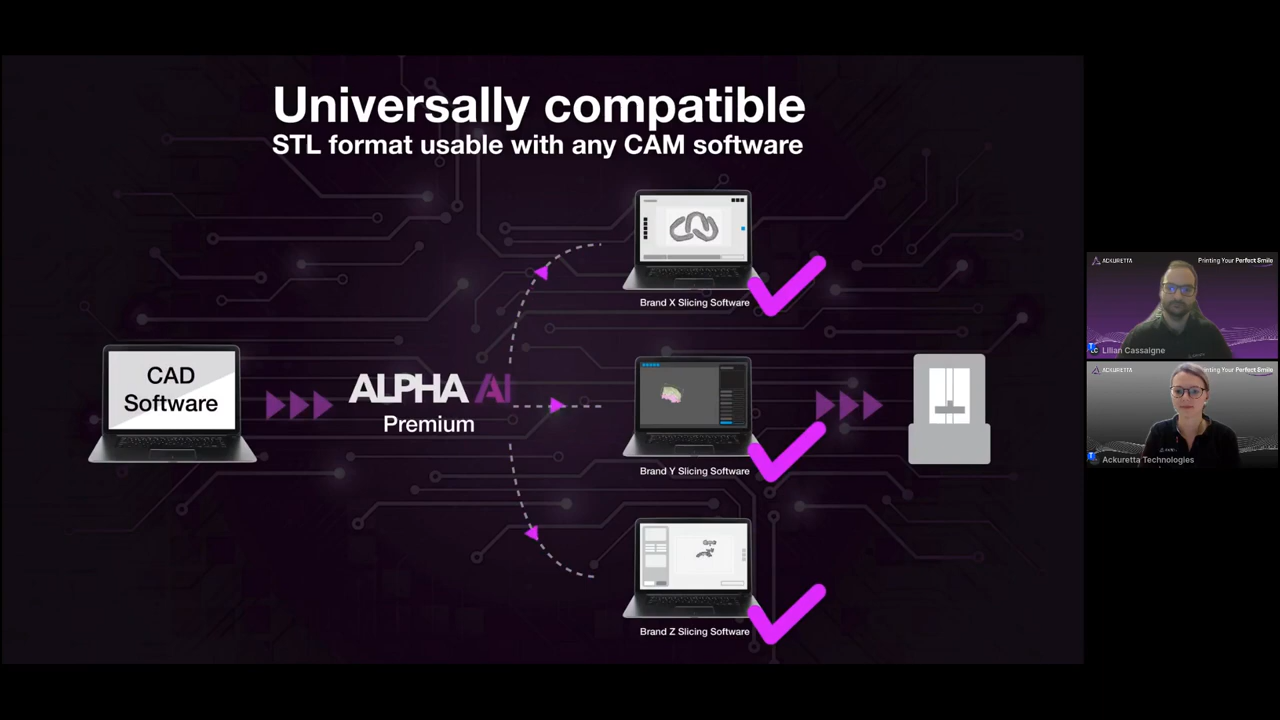 Universally compatible
STL format usable with any CAM software
Brand X Slicing Software
CAD
Software
ALPHA AI
Premium
Brand Y Slicing Software
Brand Z Slicing Software
ACKURETTA
Printing Your Perfect Smile
Lilian Cassaigne
ACKURETTA
Printing Your Perfect Smile
Ackuretta Technologies